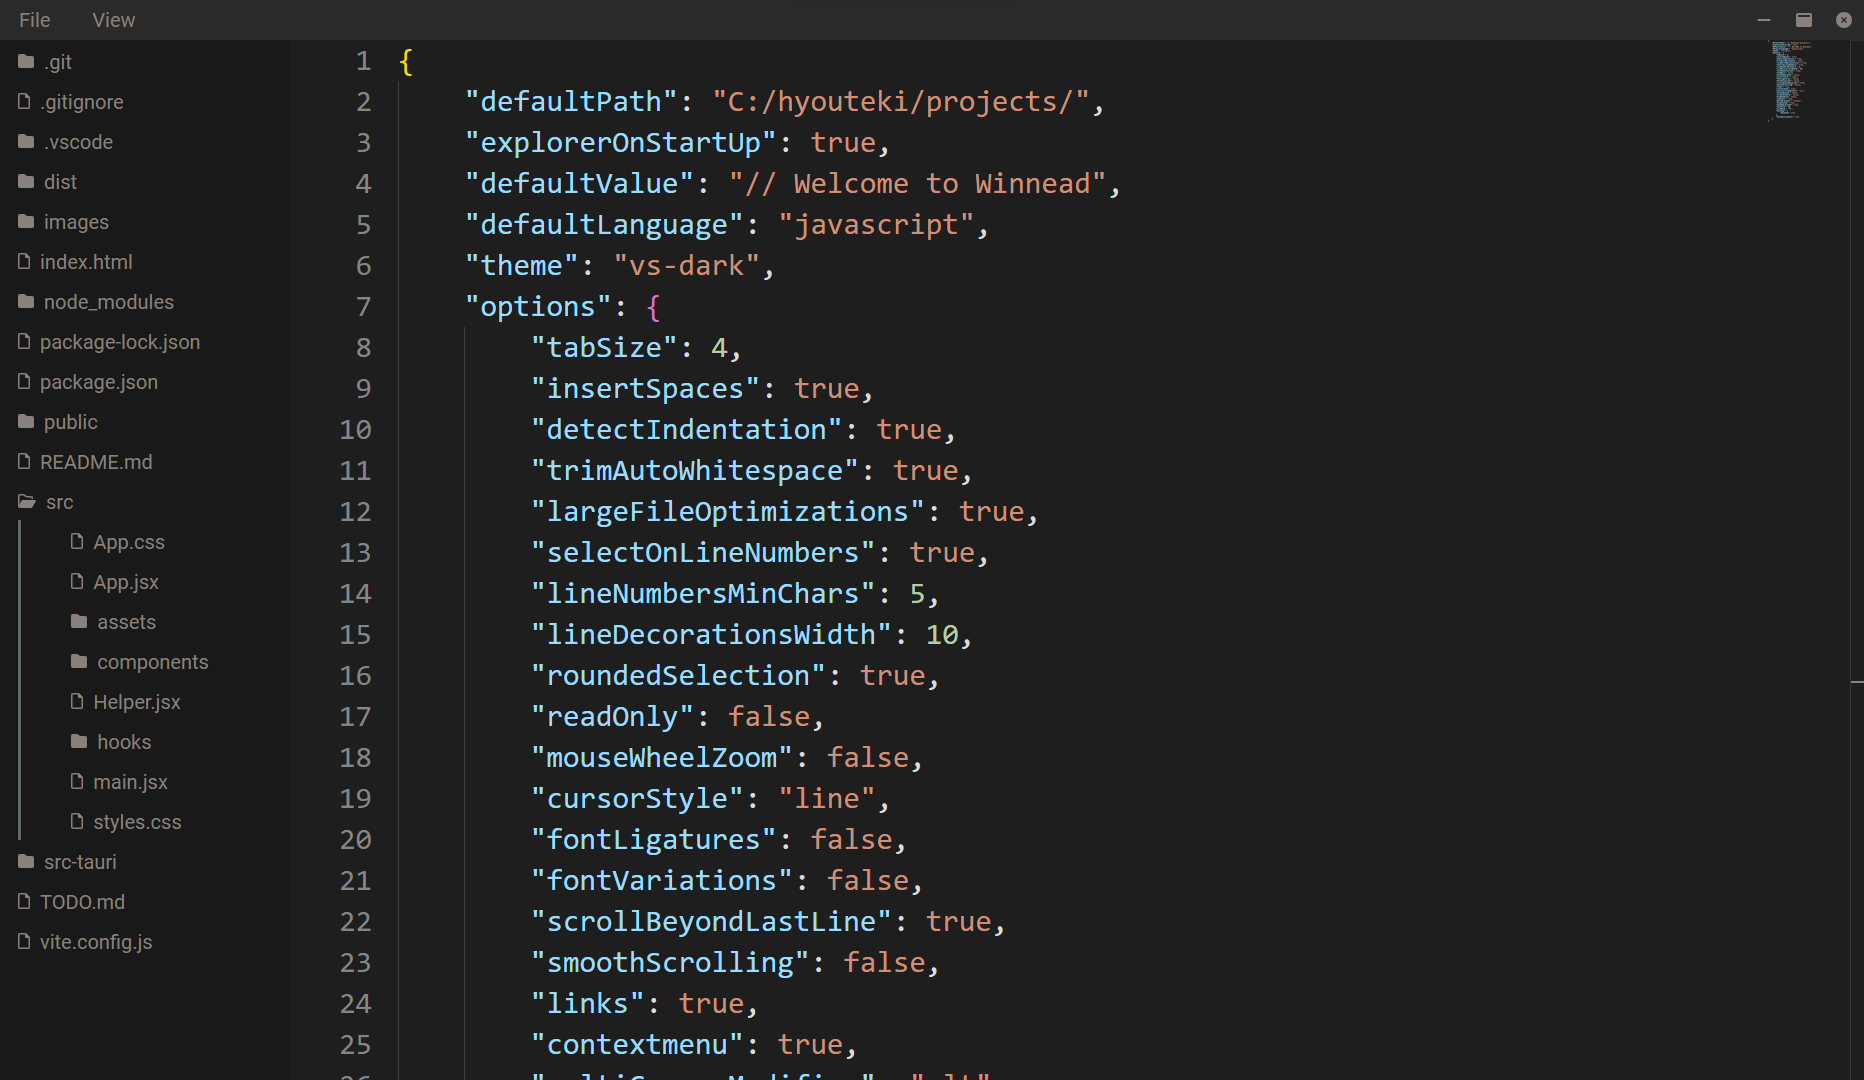 File View
.git
.gitignore
.vscode
dist
images
index.html
node_modules
package-lock.json
package.json
public
README.md
src
App.css
App.jsx
assets
components
Helper.jsx
hooks
main.jsx
styles.css
src-tauri
TODO.md
vite.config.js
1 {
2 "defaultPath": "C:/hyouteki/projects/",
3 "explorerOnStartUp": true,
4 "defaultValue": "// Welcome to Winnead",
5 "defaultLanguage": "javascript",
6 "theme": "vs-dark",
7 "options": {
8 "tabSize": 4,
9 "insertSpaces": true,
10 "detectIndentation": true,
11 "trimAutoWhitespace": true,
12 "largeFileOptimizations": true,
13 "selectOnLineNumbers": true,
14 "lineNumbersMinChars": 5,
15 "lineDecorationsWidth": 10,
16 "roundedSelection": true,
17 "readOnly": false,
18 "mouseWheelZoom": false,
19 "cursorStyle": "line",
20 "fontLigatures": false,
21 "fontVariations": false,
22 "scrollBeyondLastLine": true,
23 "smoothScrolling": false,
24 "links": true,
25 "contextmenu": true,